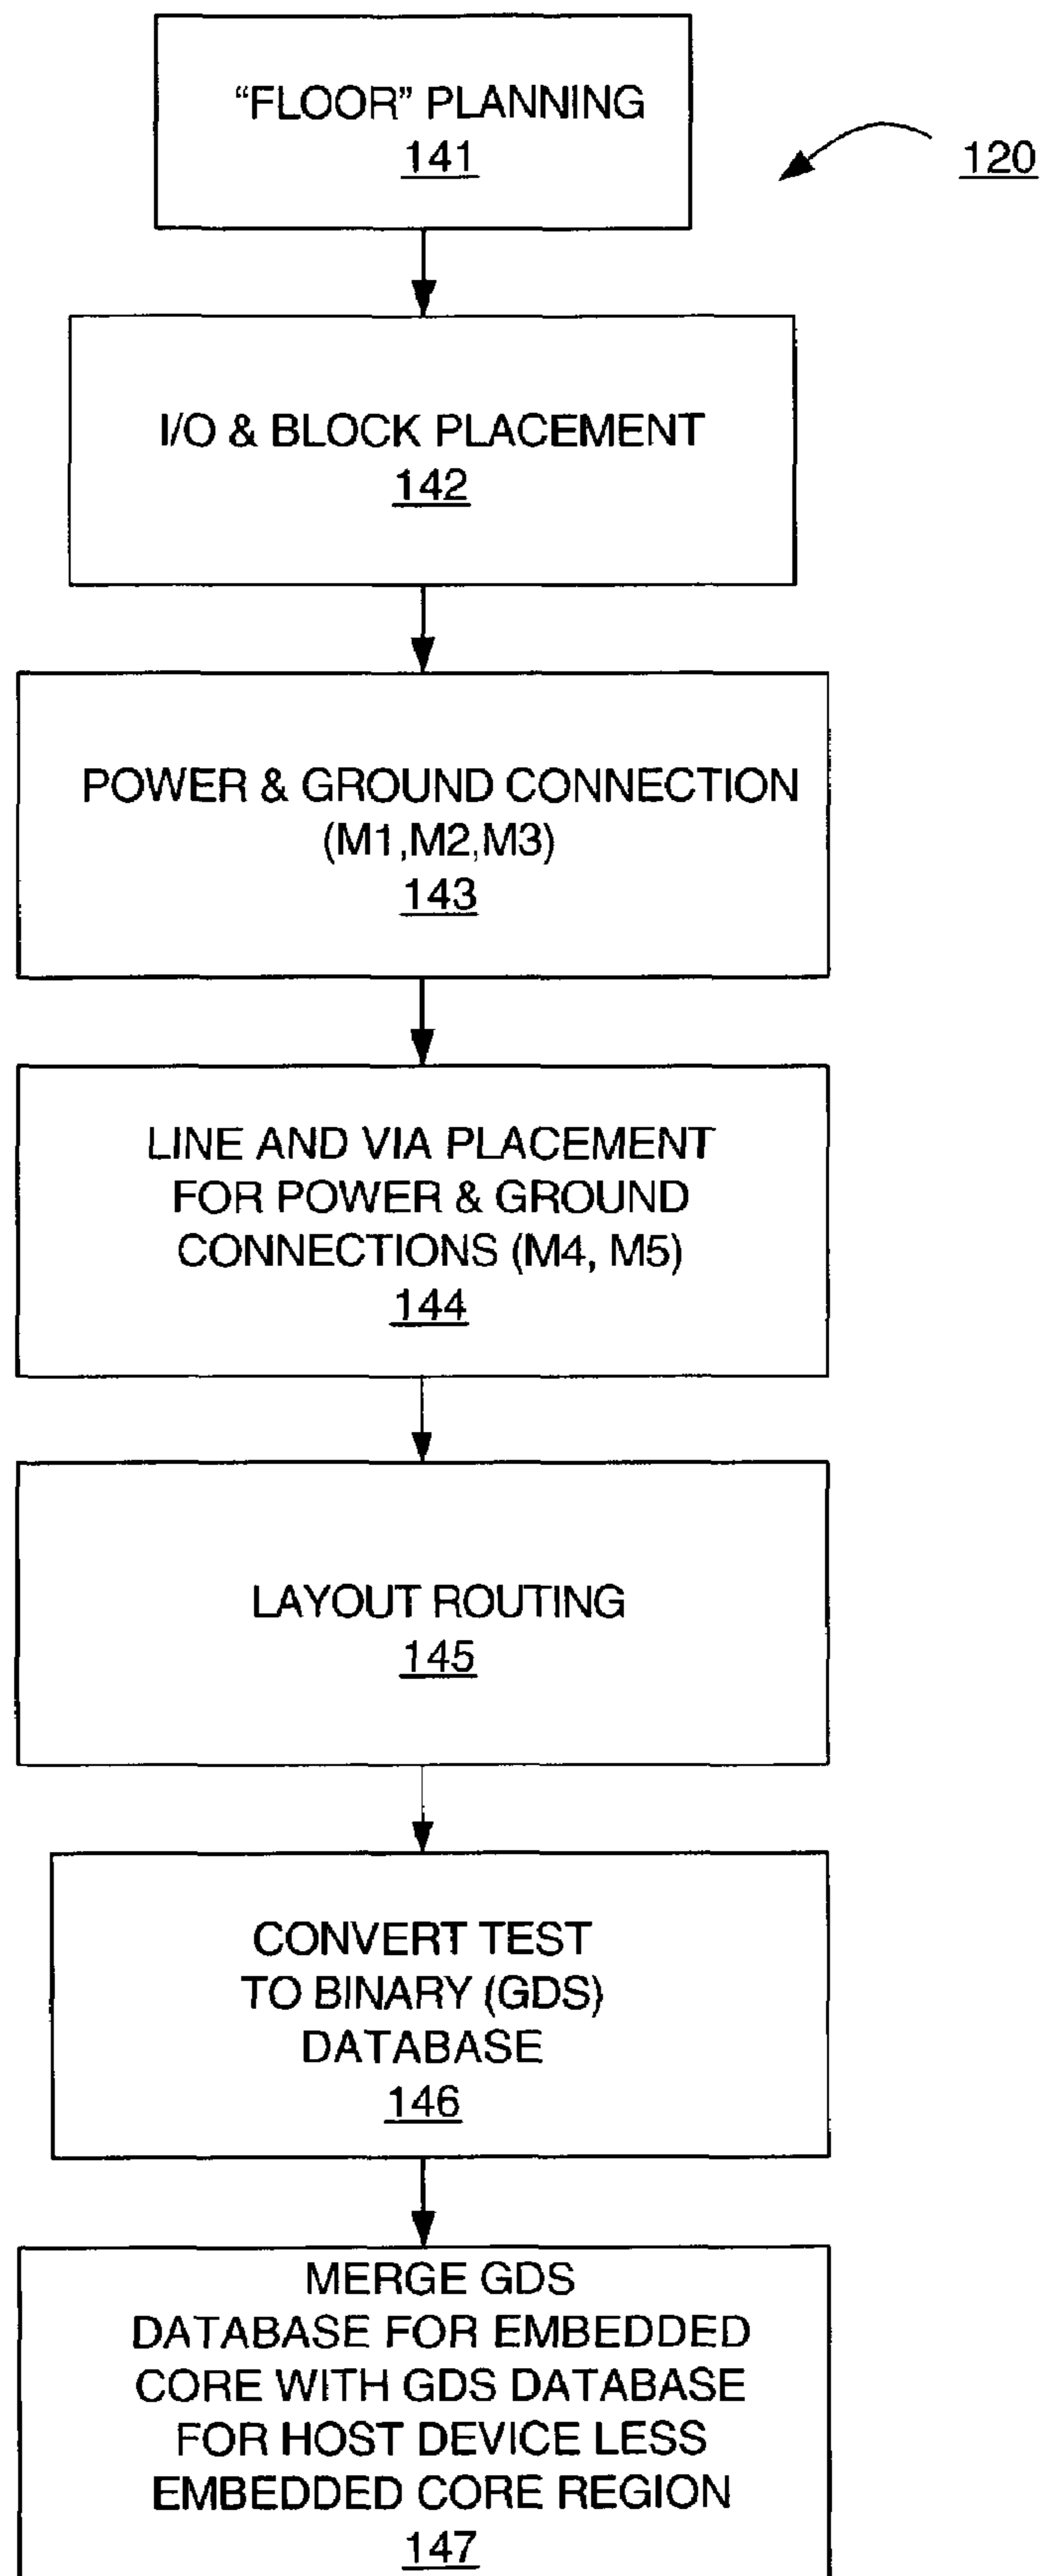 “FLOOR” PLANNING
141
120
I/O & BLOCK PLACEMENT
142
POWER & GROUND CONNECTION
(M1,M2,M3)
143
LINE AND VIA PLACEMENT
FOR POWER & GROUND
CONNECTIONS (M4, M5)
144
LAYOUT ROUTING
145
CONVERT TEST
TO BINARY (GDS)
DATABASE
146
MERGE GDS
DATABASE FOR EMBEDDED
CORE WITH GDS DATABASE
FOR HOST DEVICE LESS
EMBEDDED CORE REGION
147